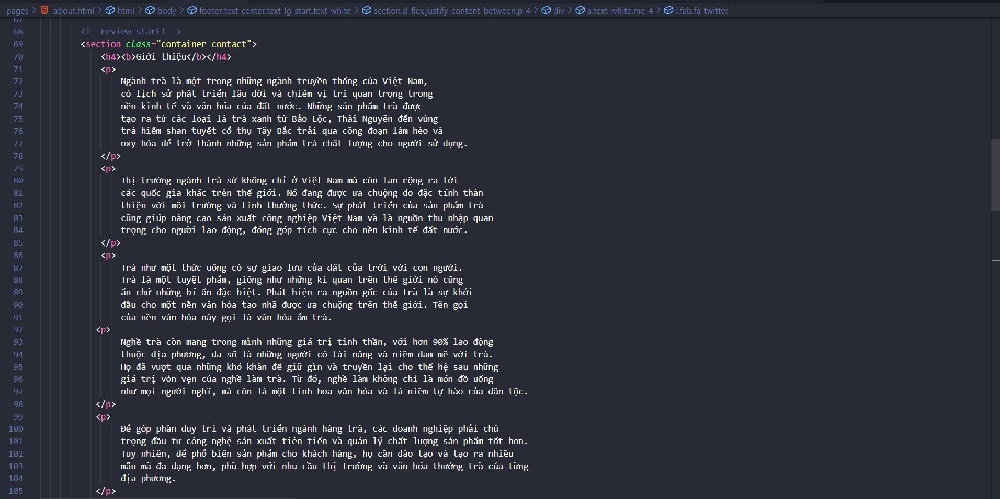 pages > about.html > html > body > footer.text-center.text-lg-start.text-white > section.d-flex.justify-content-between.p-4 > div > a.text-white.me-4 > i.fab.fa-twitter
67
68 <!--review start!-->
69 <section class="container contact">
70 <h4><b>Giới thiệu</b></h4>
71 <p>
72 Ngành trà là một trong những ngành truyền thống của Việt Nam,
73 có lịch sử phát triển lâu đời và chiếm vị trí quan trọng trong
74 nền kinh tế và văn hóa của đất nước. Những sản phẩm trà được
75 tạo ra từ các loại lá trà xanh từ Bảo Lộc, Thái Nguyên đến vùng
76 trà hiếm shan tuyết cổ thụ Tây Bắc trải qua công đoạn làm héo và
77 oxy hóa để trở thành những sản phẩm trà chất lượng cho người sử dụng.
78 </p>
79 <p>
80 Thị trường ngành trà sứ không chỉ ở Việt Nam mà còn lan rộng ra tới
81 các quốc gia khác trên thế giới. Nó đang được ưa chuộng do đặc tính thân
82 thiện với môi trường và tính thưởng thức. Sự phát triển của sản phẩm trà
83 cũng giúp nâng cao sản xuất công nghiệp Việt Nam và là nguồn thu nhập quan
84 trọng cho người lao động, đóng góp tích cực cho nền kinh tế đất nước.
85 </p>
86 <p>
87 Trà như một thức uống có sự giao lưu của đất của trời với con người.
88 Trà là một tuyệt phẩm, giống như những kì quan trên thế giới nó cũng
89 ẩn chứ những bí ẩn đặc biệt. Phát hiện ra nguồn gốc của trà là sự khởi
90 đầu cho một nền văn hóa tao nhã được ưa chuộng trên thế giới. Tên gọi
91 của nền văn hóa này gọi là văn hóa ẩm trà.
92 <p>
93 Nghề trà còn mang trong mình những giá trị tinh thần, với hơn 90% lao động
94 thuộc địa phương, đa số là những người có tài năng và niềm đam mê với trà.
95 Họ đã vượt qua những khó khăn để giữ gìn và truyền lại cho thế hệ sau những
96 giá trị vỏn vẹn của nghề làm trà. Từ đó, nghề làm không chỉ là món đồ uống
97 như mọi người nghĩ, mà còn là một tinh hoa văn hóa và là niềm tự hào của dân tộc.
98 </p>
99 <p>
100 Để góp phần duy trì và phát triển ngành hàng trà, các doanh nghiệp phải chú
101 trọng đầu tư công nghệ sản xuất tiên tiến và quản lý chất lượng sản phẩm tốt hơn.
102 Tuy nhiên, để phổ biến sản phẩm cho khách hàng, họ cần đào tạo và tạo ra nhiều
103 mẫu mã đa dạng hơn, phù hợp với nhu cầu thị trường và văn hóa thưởng trà của từng
104 địa phương.
105 </p>